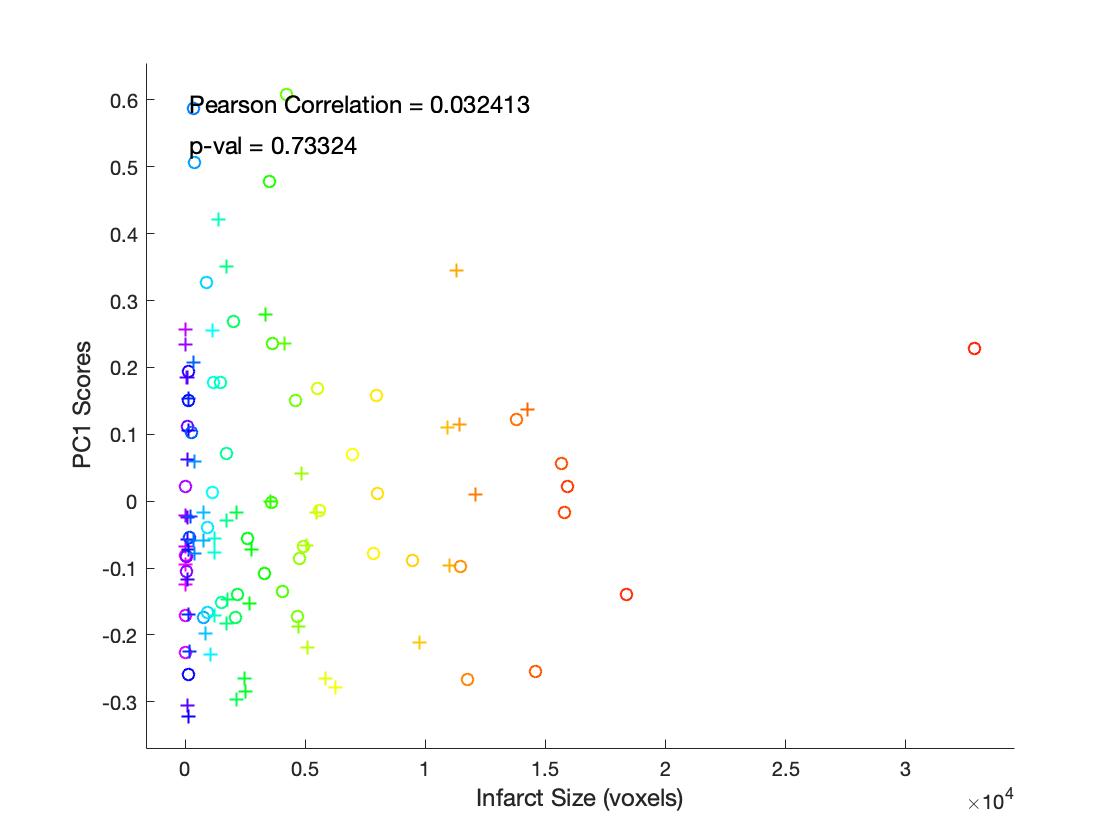 Pearson Correlation = 0.032413
p-val = 0.73324
0.6
0.5
0.4
0.3
0.2
0.1
0
-0.1
-0.2
-0.3
PC1 Scores
0 0.5 1 1.5 2 2.5 3
Infarct Size (voxels)
×10⁴